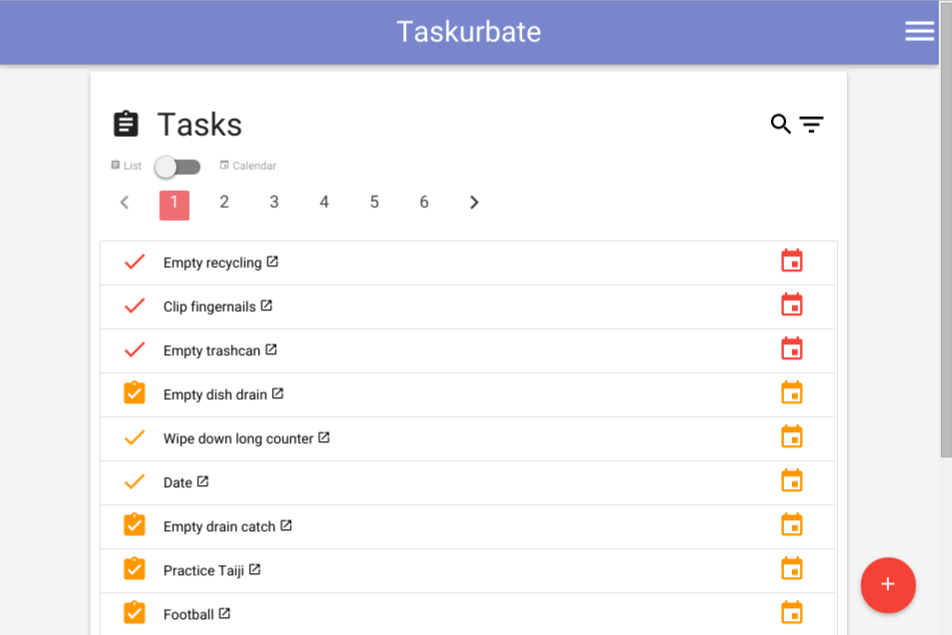 Taskurbate
Tasks
List Calendar
1 2 3 4 5 6
Empty recycling
Clip fingernails
Empty trashcan
Empty dish drain
Wipe down long counter
Date
Empty drain catch
Practice Taiji
Football